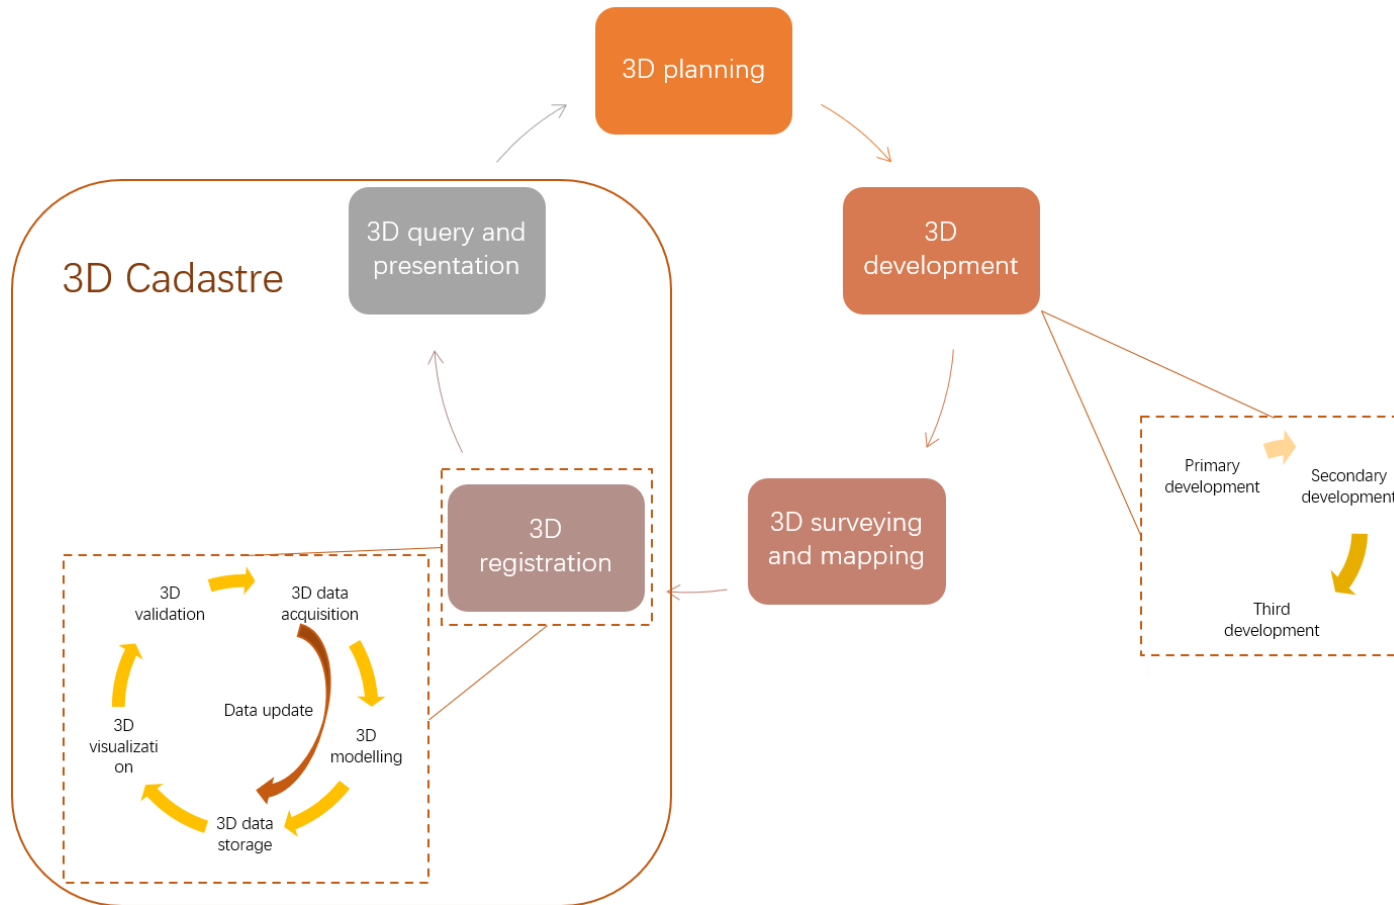 3D planning
3D query and
presentation
3D
development
3D Cadastre
Primary
development
Secondary
development
3D
registration
3D surveying
and mapping
3D
validation
3D data
acquisition
Third
development
Data update
3D
visualizati
on
3D
modelling
3D data
storage